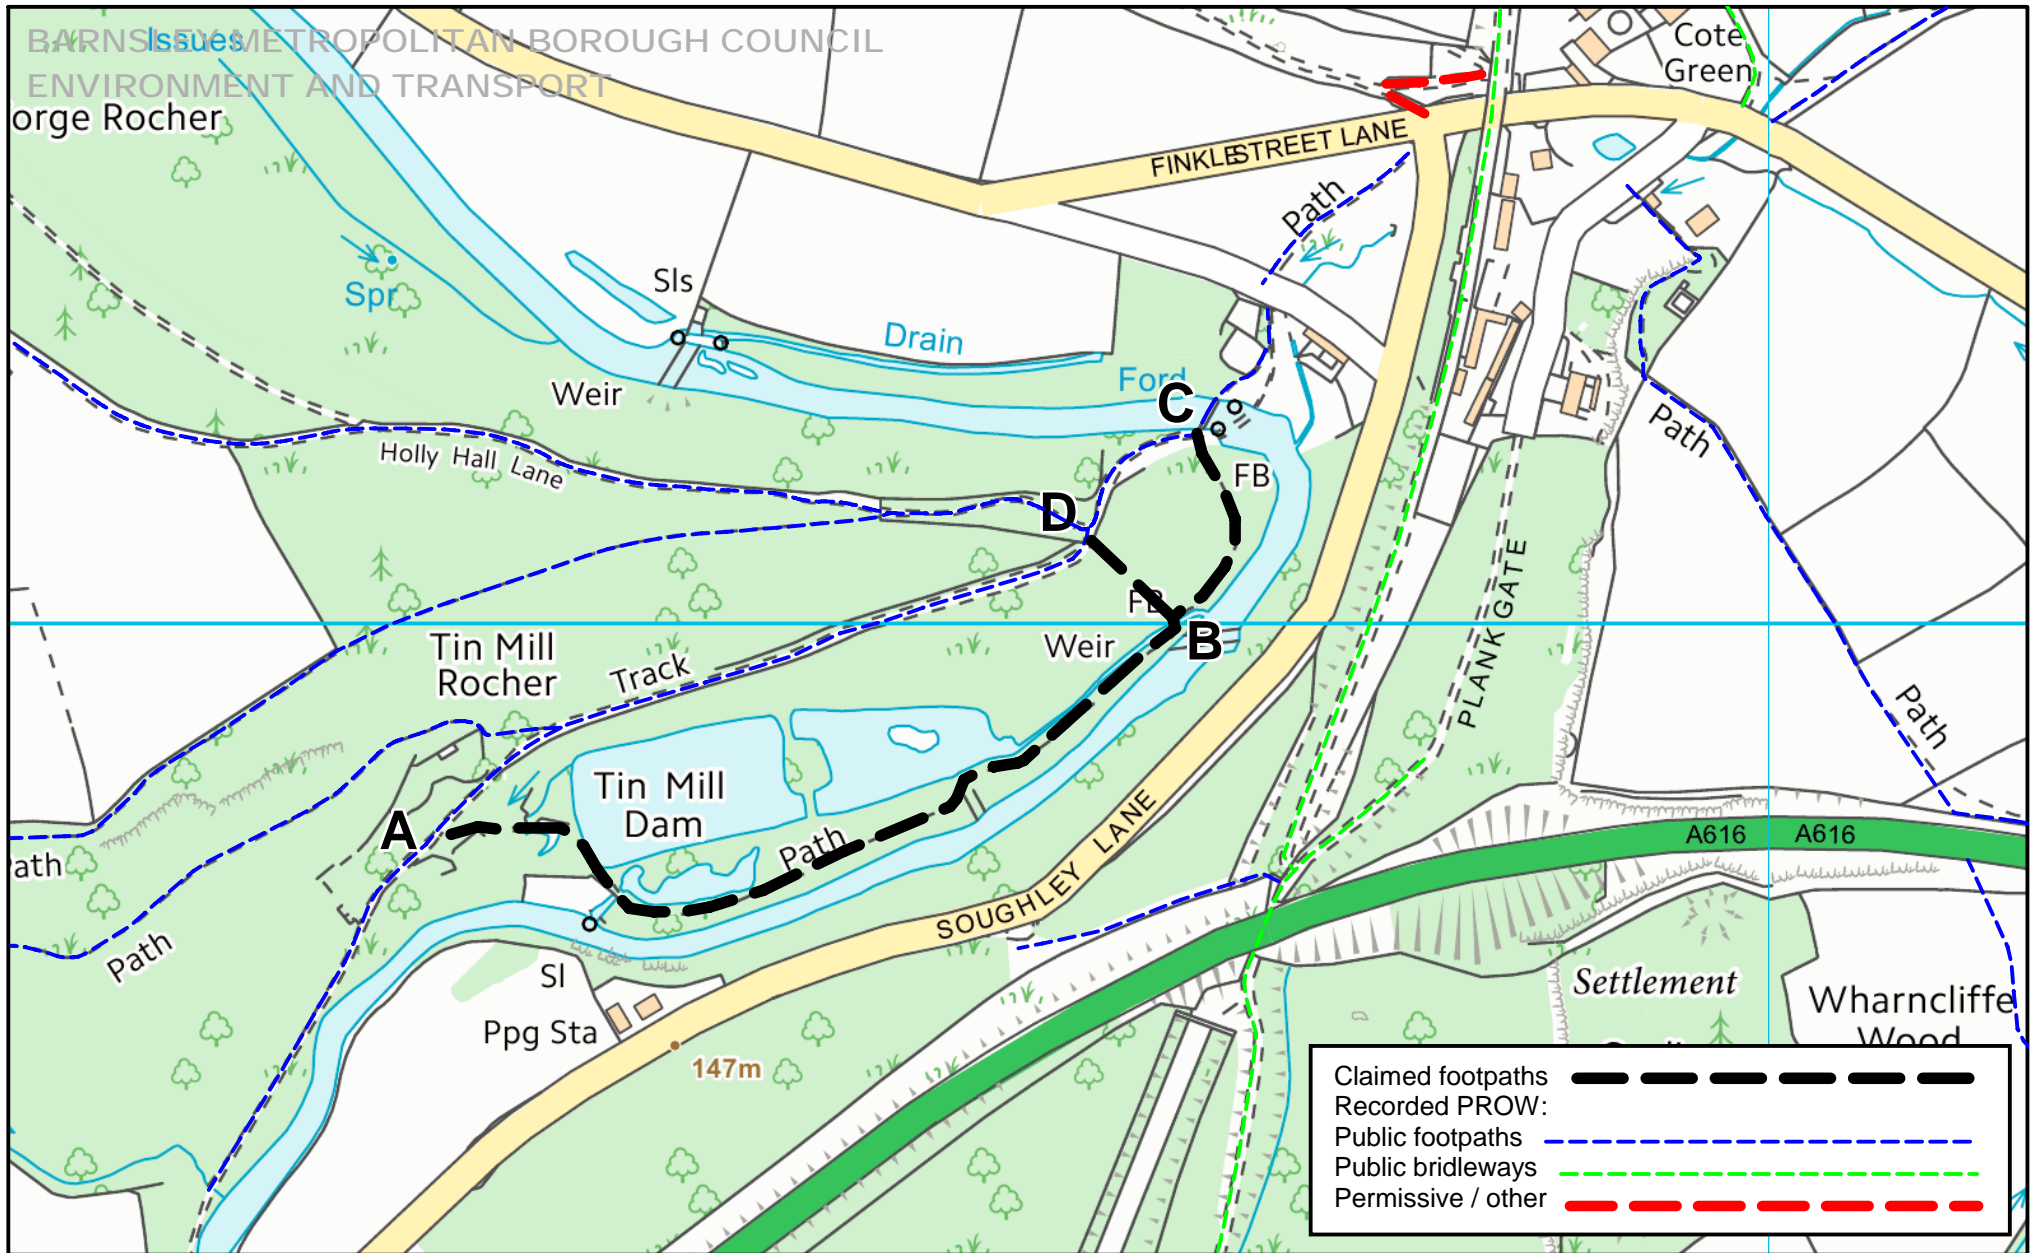 BARNSLEY METROPOLITAN BOROUGH COUNCIL
ENVIRONMENT AND TRANSPORT
Issues
orge Rocher
Cote
Green
FINKLE STREET LANE
Path
Spr
Sls
Drain
Weir
Ford
C
Holly Hall Lane
FB
D
Path
PLANK GATE
FB
B
Weir
Tin Mill
Rocher
Track
Path
Tin Mill
Dam
A
Path
ath
SOUGHLEY LANE
A616
A616
Path
Sl
Ppg Sta
147m
Settlement
Wharncliffe
Wood
Claimed footpaths
Recorded PROW:
Public footpaths
Public bridleways
Permissive / other